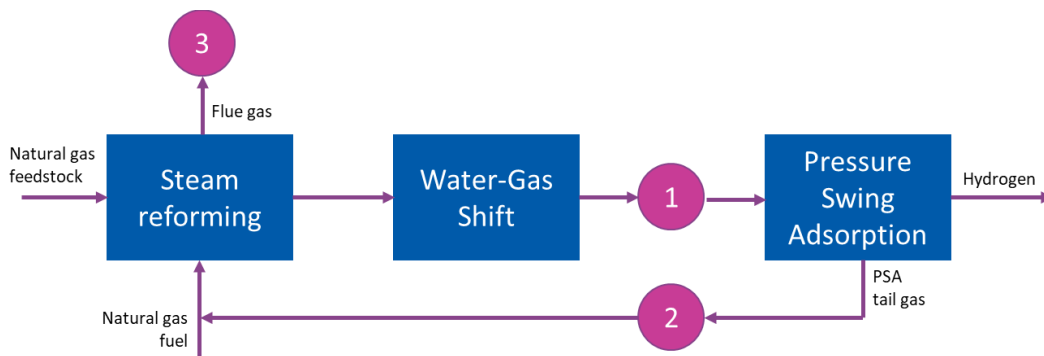 3
Flue gas
Natural gas
feedstock
Steam
reforming
Water-Gas
Shift
1
Pressure
Swing
Adsorption
Hydrogen
PSA
tail gas
2
Natural gas
fuel